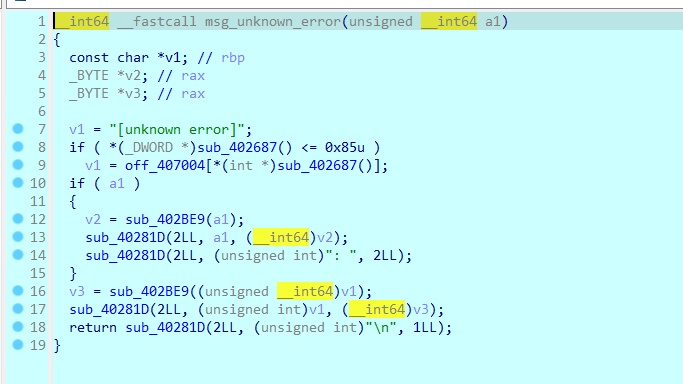 1 __int64 __fastcall msg_unknown_error(unsigned __int64 a1)
2 {
3 const char *v1; // rbp
4 _BYTE *v2; // rax
5 _BYTE *v3; // rax
6
7 v1 = "[unknown error]";
8 if ( *(_DWORD *)sub_402687() <= 0x85u )
9 v1 = off_407004[*(int *)sub_402687()];
10 if ( a1 )
11 {
12 v2 = sub_402BE9(a1);
13 sub_40281D(2LL, a1, (__int64)v2);
14 sub_40281D(2LL, (unsigned int)": ", 2LL);
15 }
16 v3 = sub_402BE9((unsigned __int64)v1);
17 sub_40281D(2LL, (unsigned int)v1, (__int64)v3);
18 return sub_40281D(2LL, (unsigned int)"\n", 1LL);
19 }